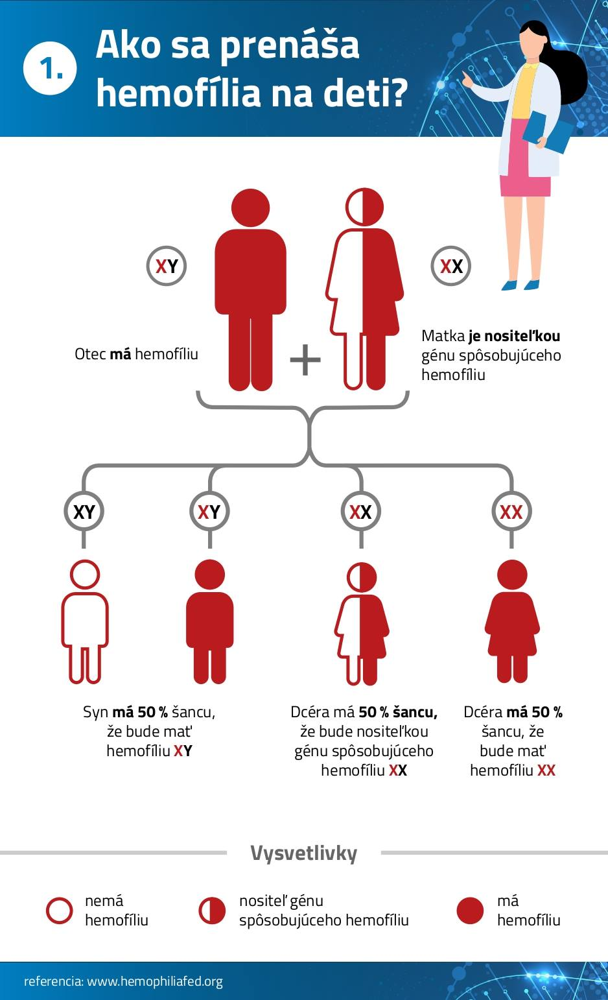 1.
Ako sa prenáša
hemofília na deti?
XY
XX
Otec má hemofíliu
Matka je nositeľkou
génu spôsobujúceho
hemofíliu
XY
XY
XX
XX
Syn má 50 % šancu,
že bude mať
hemofíliu XY
Dcéra má 50 % šancu,
že bude nositeľkou
génu spôsobujúceho
hemofíliu XX
Dcéra má 50 %
šancu, že
bude mať
hemofíliu XX
Vysvetlivky
nemá
hemofíliu
nositeľ génu
spôsobujúceho hemofíliu
má
hemofíliu
referencia: www.hemophiliafed.org